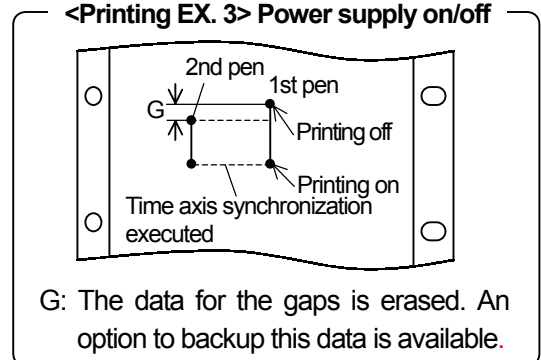 <Printing EX. 3> Power supply on/off
2nd pen
1st pen
G
Printing off
Printing on
Time axis synchronization
executed
G: The data for the gaps is erased. An
option to backup this data is available.